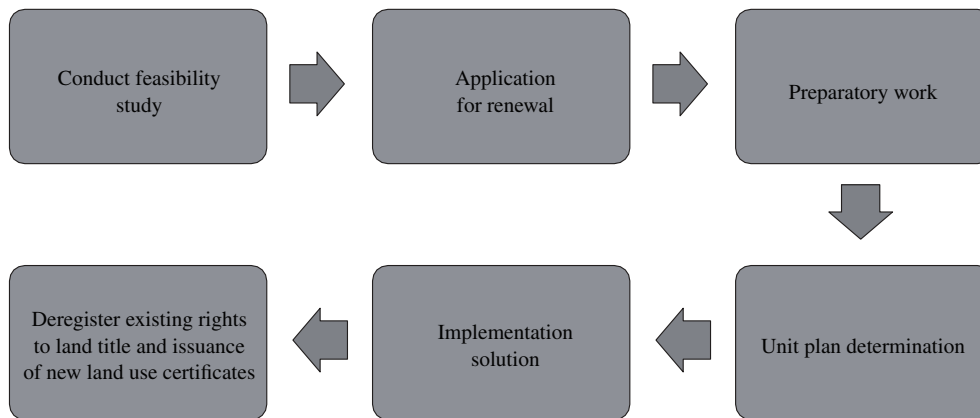 Conduct feasibility
study
Application
for renewal
Preparatory work
Unit plan determination
Implementation
solution
Deregister existing rights
to land title and issuance
of new land use certificates